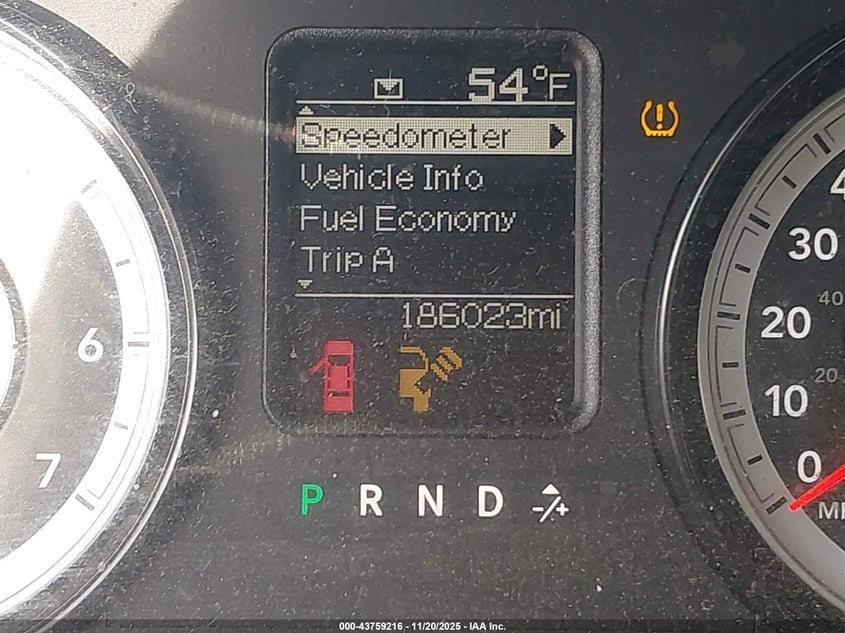 54°F
Speedometer
Vehicle Info
Fuel Economy
Trip A
186023mi
6
7
30
40
20
20
10
0
P R N D -/+
000-43759216 - 11/20/2025 - IAA Inc.